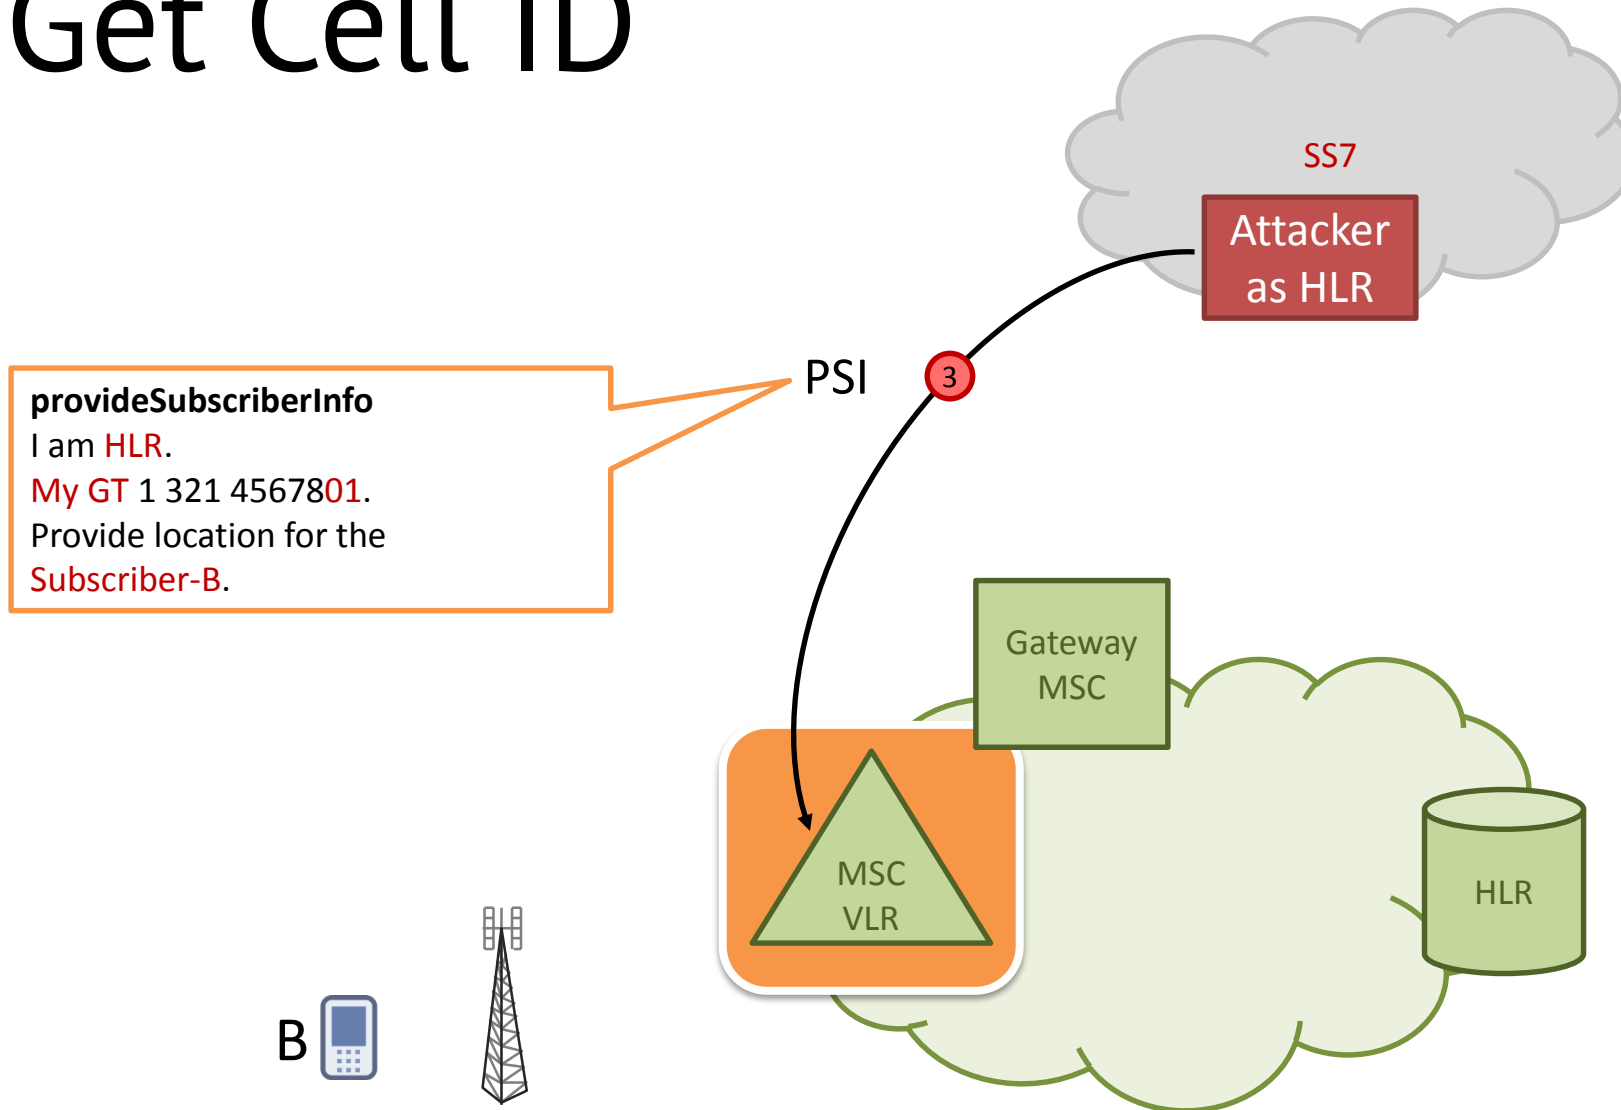 Get Cell ID
SS7
Attacker
as HLR
PSI
3
provideSubscriberInfo
I am HLR.
My GT 1 321 4567801.
Provide location for the
Subscriber-B.
Gateway
MSC
MSC
VLR
HLR
B